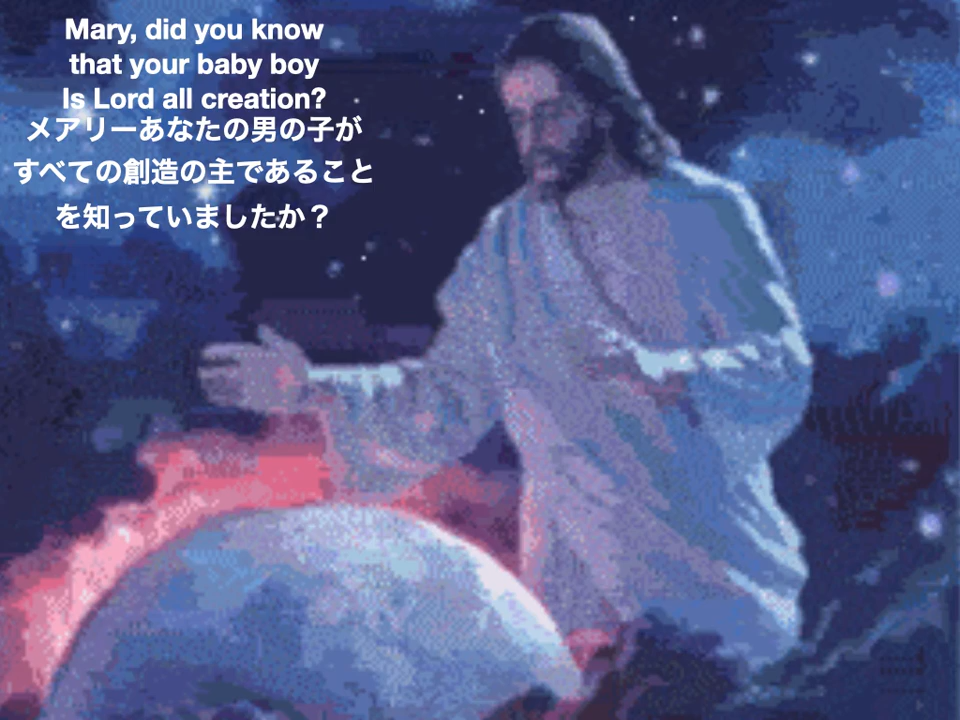 Mary, did you know
that your baby boy
Is Lord all creation?
メアリーあなたの男の子が
すべての創造の主であること
を知っていましたか？